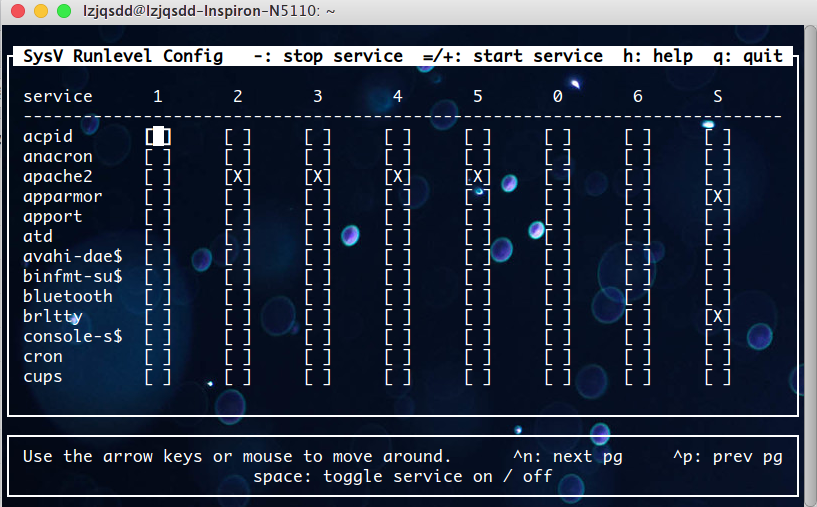 lzjqsdd@lzjqsdd-Inspiron-N5110: ~
SysV Runlevel Config -: stop service =/+: start service h: help q: quit
service 1 2 3 4 5 0 6 S
--------------------------------------------------------------------------------
acpid [ ] [ ] [ ] [ ] [ ] [ ] [ ] [ ]
anacron [ ] [ ] [ ] [ ] [ ] [ ] [ ] [ ]
apache2 [ ] [X] [X] [X] [X] [ ] [ ] [ ]
apparmor [ ] [ ] [ ] [ ] [ ] [ ] [ ] [X]
apport [ ] [ ] [ ] [ ] [ ] [ ] [ ] [ ]
atd [ ] [ ] [ ] [ ] [ ] [ ] [ ] [ ]
avahi-dae$ [ ] [ ] [ ] [ ] [ ] [ ] [ ] [ ]
binfmt-su$ [ ] [ ] [ ] [ ] [ ] [ ] [ ] [ ]
bluetooth [ ] [ ] [ ] [ ] [ ] [ ] [ ] [ ]
brltty [ ] [ ] [ ] [ ] [ ] [ ] [ ] [X]
console-s$ [ ] [ ] [ ] [ ] [ ] [ ] [ ] [ ]
cron [ ] [ ] [ ] [ ] [ ] [ ] [ ] [ ]
cups [ ] [ ] [ ] [ ] [ ] [ ] [ ] [ ]
Use the arrow keys or mouse to move around. ^n: next pg ^p: prev pg
space: toggle service on / off